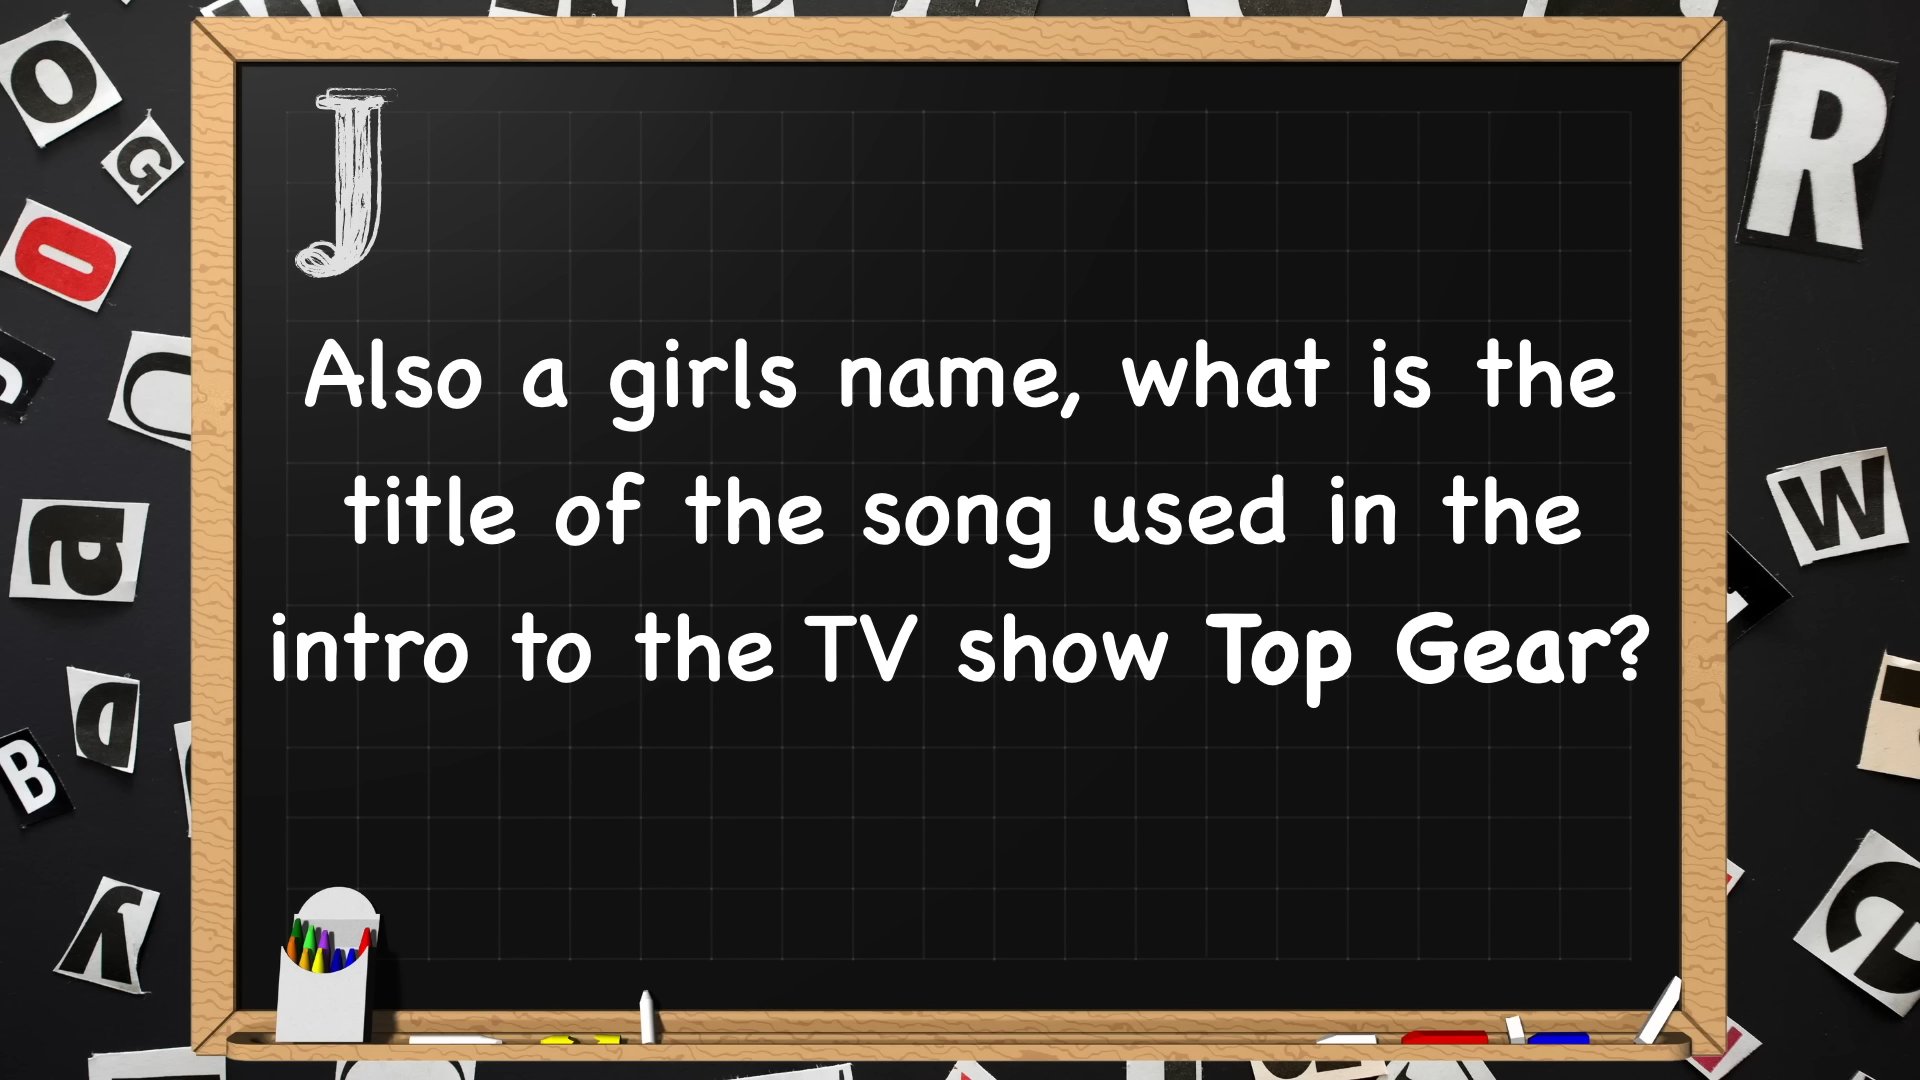 J
Also a girls name, what is the
title of the song used in the
intro to the TV show Top Gear?
O
G
O
a
D
B
y
R
W
e